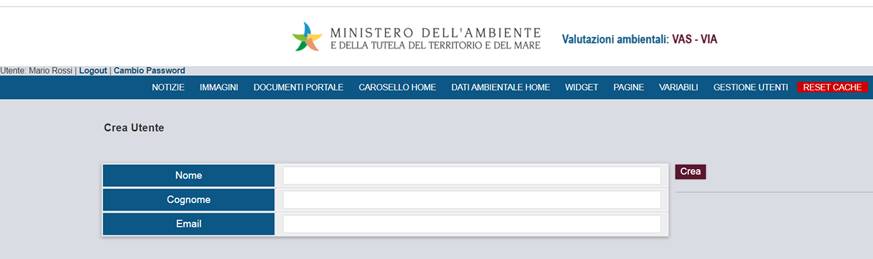 MINISTERO DELL'AMBIENTE
E DELLA TUTELA DEL TERRITORIO E DEL MARE
Valutazioni ambientali: VAS - VIA
Utente: Mario Rossi | Logout | Cambio Password
NOTIZIE IMMAGINI DOCUMENTI PORTALE CAROSELLO HOME DATI AMBIENTALE HOME WIDGET PAGINE VARIABILI GESTIONE UTENTI RESET CACHE
Crea Utente
Nome
Crea
Cognome
Email